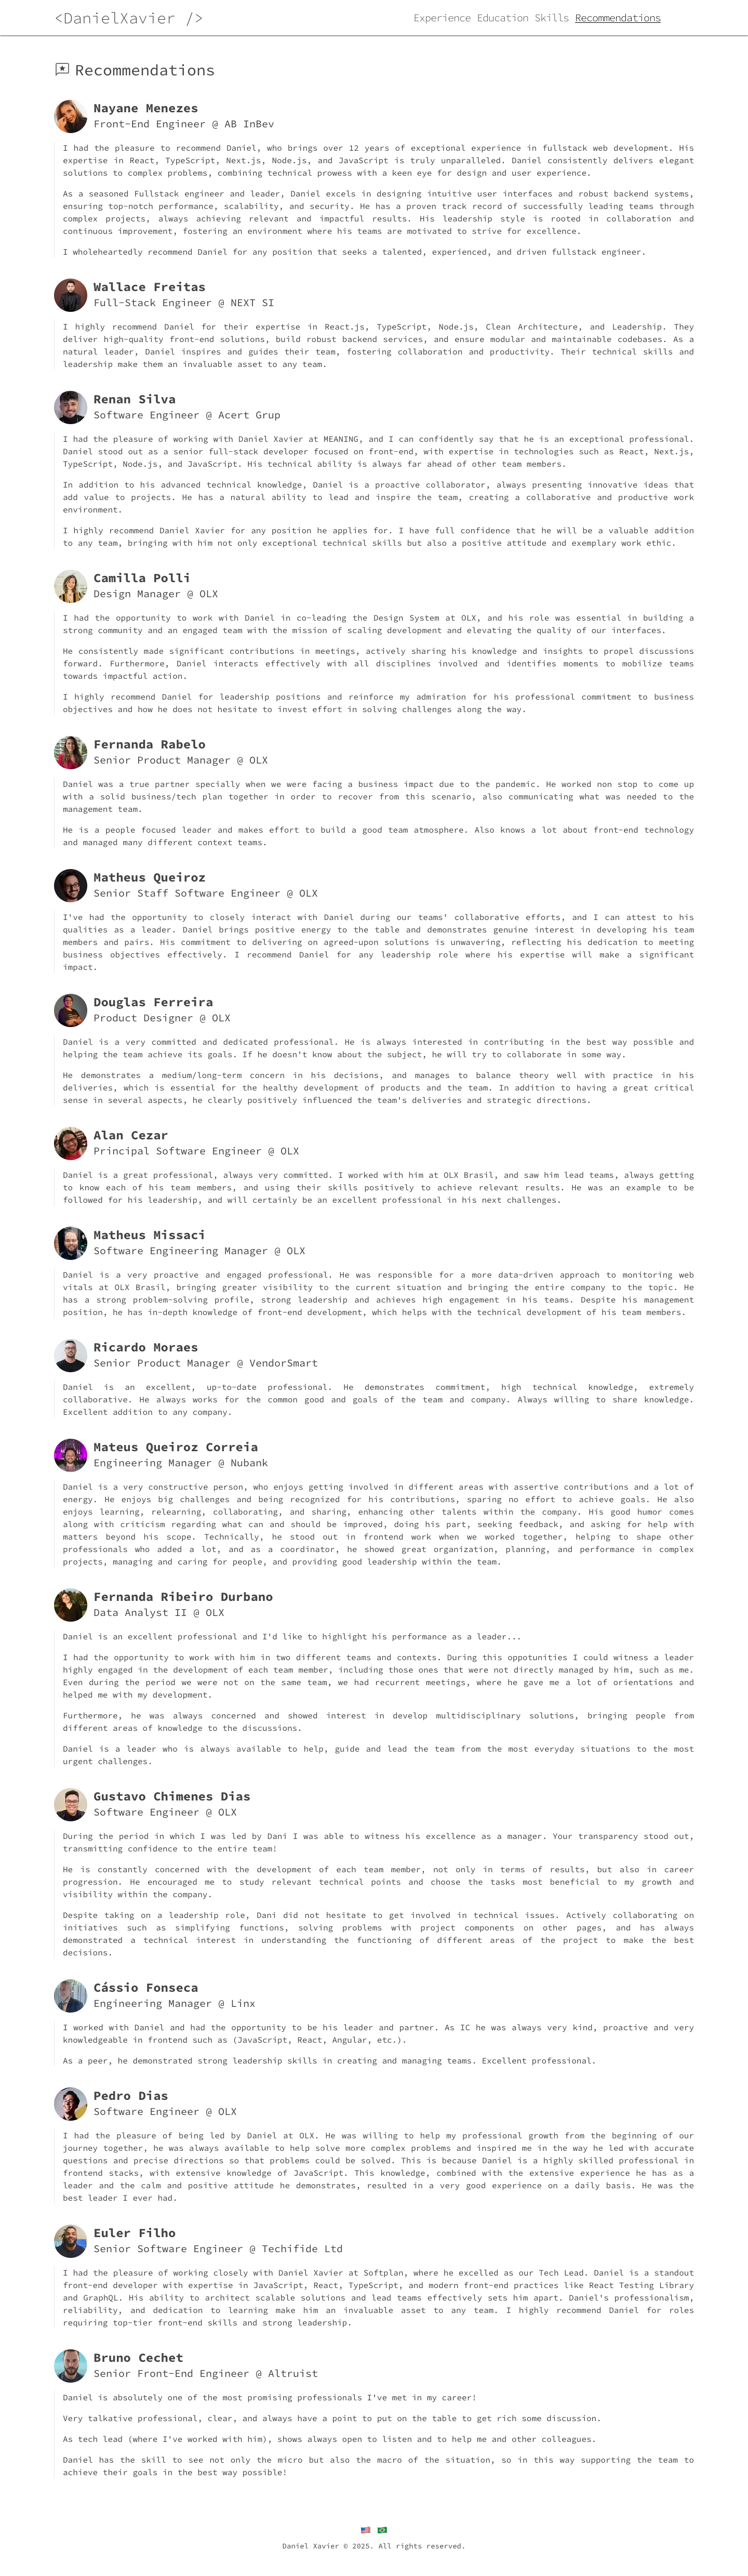 <DanielXavier />
Experience Education Skills Recommendations
Recommendations
Nayane Menezes
Front-End Engineer @ AB InBev
I had the pleasure to recommend Daniel, who brings over 12 years of exceptional experience in fullstack web development. His
expertise in React, TypeScript, Next.js, Node.js, and JavaScript is truly unparalleled. Daniel consistently delivers elegant
solutions to complex problems, combining technical prowess with a keen eye for design and user experience.
As a seasoned Fullstack engineer and leader, Daniel excels in designing intuitive user interfaces and robust backend systems,
ensuring top-notch performance, scalability, and security. He has a proven track record of successfully leading teams through
complex projects, always achieving relevant and impactful results. His leadership style is rooted in collaboration and
continuous improvement, fostering an environment where his teams are motivated to strive for excellence.
I wholeheartedly recommend Daniel for any position that seeks a talented, experienced, and driven fullstack engineer.
Wallace Freitas
Full-Stack Engineer @ NEXT SI
I highly recommend Daniel for their expertise in React.js, TypeScript, Node.js, Clean Architecture, and Leadership. They
deliver high-quality front-end solutions, build robust backend services, and ensure modular and maintainable codebases. As a
natural leader, Daniel inspires and guides their team, fostering collaboration and productivity. Their technical skills and
leadership make them an invaluable asset to any team.
Renan Silva
Software Engineer @ Acert Grup
I had the pleasure of working with Daniel Xavier at MEANING, and I can confidently say that he is an exceptional professional.
Daniel stood out as a senior full-stack developer focused on front-end, with expertise in technologies such as React, Next.js,
TypeScript, Node.js, and JavaScript. His technical ability is always far ahead of other team members.
In addition to his advanced technical knowledge, Daniel is a proactive collaborator, always presenting innovative ideas that
add value to projects. He has a natural ability to lead and inspire the team, creating a collaborative and productive work
environment.
I highly recommend Daniel Xavier for any position he applies for. I have full confidence that he will be a valuable addition
to any team, bringing with him not only exceptional technical skills but also a positive attitude and exemplary work ethic.
Camilla Polli
Design Manager @ OLX
I had the opportunity to work with Daniel in co-leading the Design System at OLX, and his role was essential in building a
strong community and an engaged team with the mission of scaling development and elevating the quality of our interfaces.
He consistently made significant contributions in meetings, actively sharing his knowledge and insights to propel discussions
forward. Furthermore, Daniel interacts effectively with all disciplines involved and identifies moments to mobilize teams
towards impactful action.
I highly recommend Daniel for leadership positions and reinforce my admiration for his professional commitment to business
objectives and how he does not hesitate to invest effort in solving challenges along the way.
Fernanda Rabelo
Senior Product Manager @ OLX
Daniel was a true partner specially when we were facing a business impact due to the pandemic. He worked non stop to come up
with a solid business/tech plan together in order to recover from this scenario, also communicating what was needed to the
management team.
He is a people focused leader and makes effort to build a good team atmosphere. Also knows a lot about front-end technology
and managed many different context teams.
Matheus Queiroz
Senior Staff Software Engineer @ OLX
I've had the opportunity to closely interact with Daniel during our teams' collaborative efforts, and I can attest to his
qualities as a leader. Daniel brings positive energy to the table and demonstrates genuine interest in developing his team
members and pairs. His commitment to delivering on agreed-upon solutions is unwavering, reflecting his dedication to meeting
business objectives effectively. I recommend Daniel for any leadership role where his expertise will make a significant
impact.
Douglas Ferreira
Product Designer @ OLX
Daniel is a very committed and dedicated professional. He is always interested in contributing in the best way possible and
helping the team achieve its goals. If he doesn't know about the subject, he will try to collaborate in some way.
He demonstrates a medium/long-term concern in his decisions, and manages to balance theory well with practice in his
deliveries, which is essential for the healthy development of products and the team. In addition to having a great critical
sense in several aspects, he clearly positively influenced the team's deliveries and strategic directions.
Alan Cezar
Principal Software Engineer @ OLX
Daniel is a great professional, always very committed. I worked with him at OLX Brasil, and saw him lead teams, always getting
to know each of his team members, and using their skills positively to achieve relevant results. He was an example to be
followed for his leadership, and will certainly be an excellent professional in his next challenges.
Matheus Missaci
Software Engineering Manager @ OLX
Daniel is a very proactive and engaged professional. He was responsible for a more data-driven approach to monitoring web
vitals at OLX Brasil, bringing greater visibility to the current situation and bringing the entire company to the topic. He
has a strong problem-solving profile, strong leadership and achieves high engagement in his teams. Despite his management
position, he has in-depth knowledge of front-end development, which helps with the technical development of his team members.
Ricardo Moraes
Senior Product Manager @ VendorSmart
Daniel is an excellent, up-to-date professional. He demonstrates commitment, high technical knowledge, extremely
collaborative. He always works for the common good and goals of the team and company. Always willing to share knowledge.
Excellent addition to any company.
Mateus Queiroz Correia
Engineering Manager @ Nubank
Daniel is a very constructive person, who enjoys getting involved in different areas with assertive contributions and a lot of
energy. He enjoys big challenges and being recognized for his contributions, sparing no effort to achieve goals. He also
enjoys learning, relearning, collaborating, and sharing, enhancing other talents within the company. His good humor comes
along with criticism regarding what can and should be improved, doing his part, seeking feedback, and asking for help with
matters beyond his scope. Technically, he stood out in frontend work when we worked together, helping to shape other
professionals who added a lot, and as a coordinator, he showed great organization, planning, and performance in complex
projects, managing and caring for people, and providing good leadership within the team.
Fernanda Ribeiro Durbano
Data Analyst II @ OLX
Daniel is an excellent professional and I'd like to highlight his performance as a leader...
I had the opportunity to work with him in two different teams and contexts. During this oppotunities I could witness a leader
highly engaged in the development of each team member, including those ones that were not directly managed by him, such as me.
Even during the period we were not on the same team, we had recurrent meetings, where he gave me a lot of orientations and
helped me with my development.
Furthermore, he was always concerned and showed interest in develop multidisciplinary solutions, bringing people from
different areas of knowledge to the discussions.
Daniel is a leader who is always available to help, guide and lead the team from the most everyday situations to the most
urgent challenges.
Gustavo Chimenes Dias
Software Engineer @ OLX
During the period in which I was led by Dani I was able to witness his excellence as a manager. Your transparency stood out,
transmitting confidence to the entire team!
He is constantly concerned with the development of each team member, not only in terms of results, but also in career
progression. He encouraged me to study relevant technical points and choose the tasks most beneficial to my growth and
visibility within the company.
Despite taking on a leadership role, Dani did not hesitate to get involved in technical issues. Actively collaborating on
initiatives such as simplifying functions, solving problems with project components on other pages, and has always
demonstrated a technical interest in understanding the functioning of different areas of the project to make the best
decisions.
Cássio Fonseca
Engineering Manager @ Linx
I worked with Daniel and had the opportunity to be his leader and partner. As IC he was always very kind, proactive and very
knowledgeable in frontend such as (JavaScript, React, Angular, etc.).
As a peer, he demonstrated strong leadership skills in creating and managing teams. Excellent professional.
Pedro Dias
Software Engineer @ OLX
I had the pleasure of being led by Daniel at OLX. He was willing to help my professional growth from the beginning of our
journey together, he was always available to help solve more complex problems and inspired me in the way he led with accurate
questions and precise directions so that problems could be solved. This is because Daniel is a highly skilled professional in
frontend stacks, with extensive knowledge of JavaScript. This knowledge, combined with the extensive experience he has as a
leader and the calm and positive attitude he demonstrates, resulted in a very good experience on a daily basis. He was the
best leader I ever had.
Euler Filho
Senior Software Engineer @ Techifide Ltd
I had the pleasure of working closely with Daniel Xavier at Softplan, where he excelled as our Tech Lead. Daniel is a standout
front-end developer with expertise in JavaScript, React, TypeScript, and modern front-end practices like React Testing Library
and GraphQL. His ability to architect scalable solutions and lead teams effectively sets him apart. Daniel's professionalism,
reliability, and dedication to learning make him an invaluable asset to any team. I highly recommend Daniel for roles
requiring top-tier front-end skills and strong leadership.
Bruno Cechet
Senior Front-End Engineer @ Altruist
Daniel is absolutely one of the most promising professionals I've met in my career!
Very talkative professional, clear, and always have a point to put on the table to get rich some discussion.
As tech lead (where I've worked with him), shows always open to listen and to help me and other colleagues.
Daniel has the skill to see not only the micro but also the macro of the situation, so in this way supporting the team to
achieve their goals in the best way possible!
Daniel Xavier © 2025. All rights reserved.